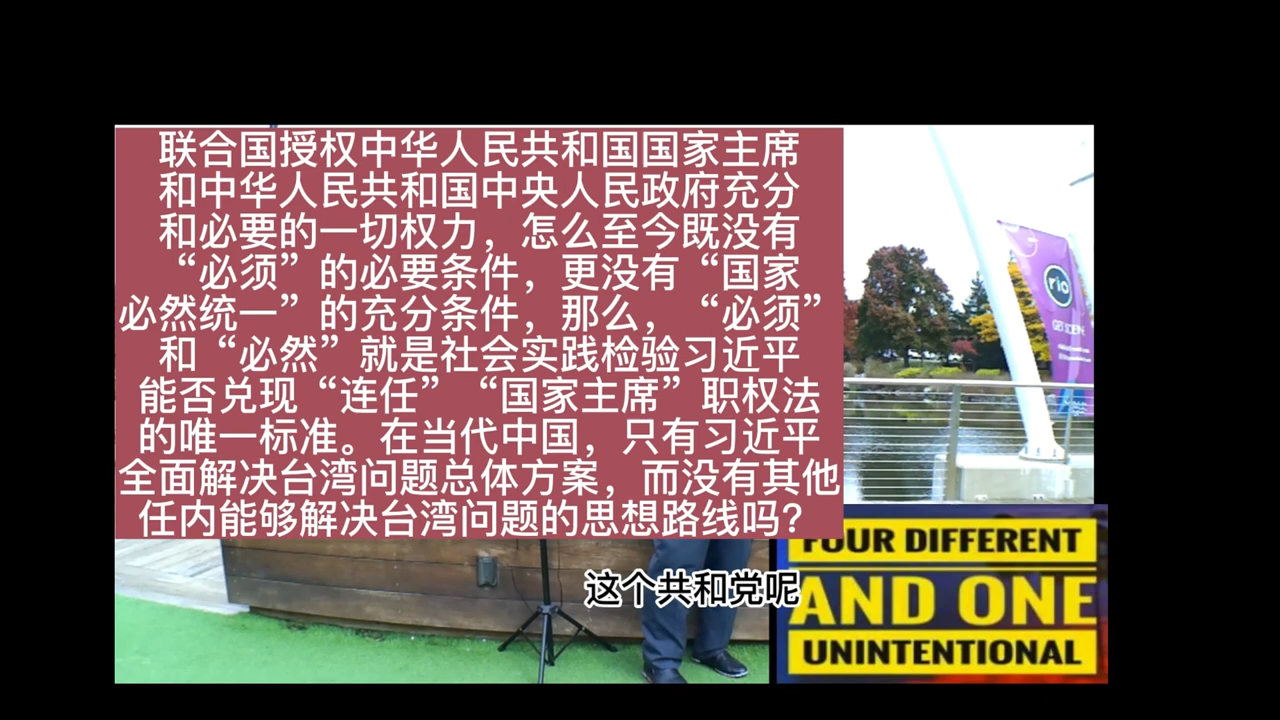 联合国授权中华人民共和国国家主席
和中华人民共和国中央人民政府充分
和必要的一切权力，怎么至今既没有
“必须”的必要条件，更没有“国家
必然统一”的充分条件，那么，“必须”
和“必然”就是社会实践检验习近平
能否兑现“连任”“国家主席”职权法
的唯一标准。在当代中国，只有习近平
全面解决台湾问题总体方案，而没有其他
任内能够解决台湾问题的思想路线吗？
rio
这个共和党呢
FOUR DIFFERENT
AND ONE
UNINTENTIONAL